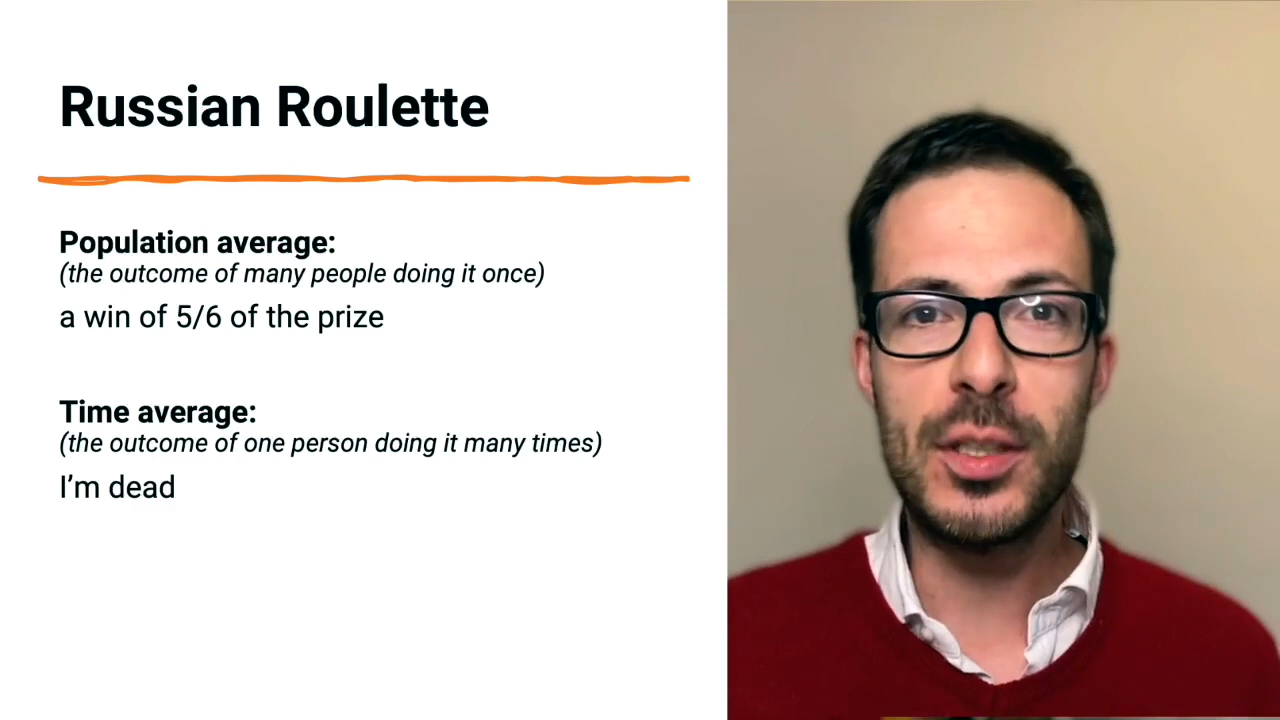 Russian Roulette
Population average:
(the outcome of many people doing it once)
a win of 5/6 of the prize
Time average:
(the outcome of one person doing it many times)
I’m dead